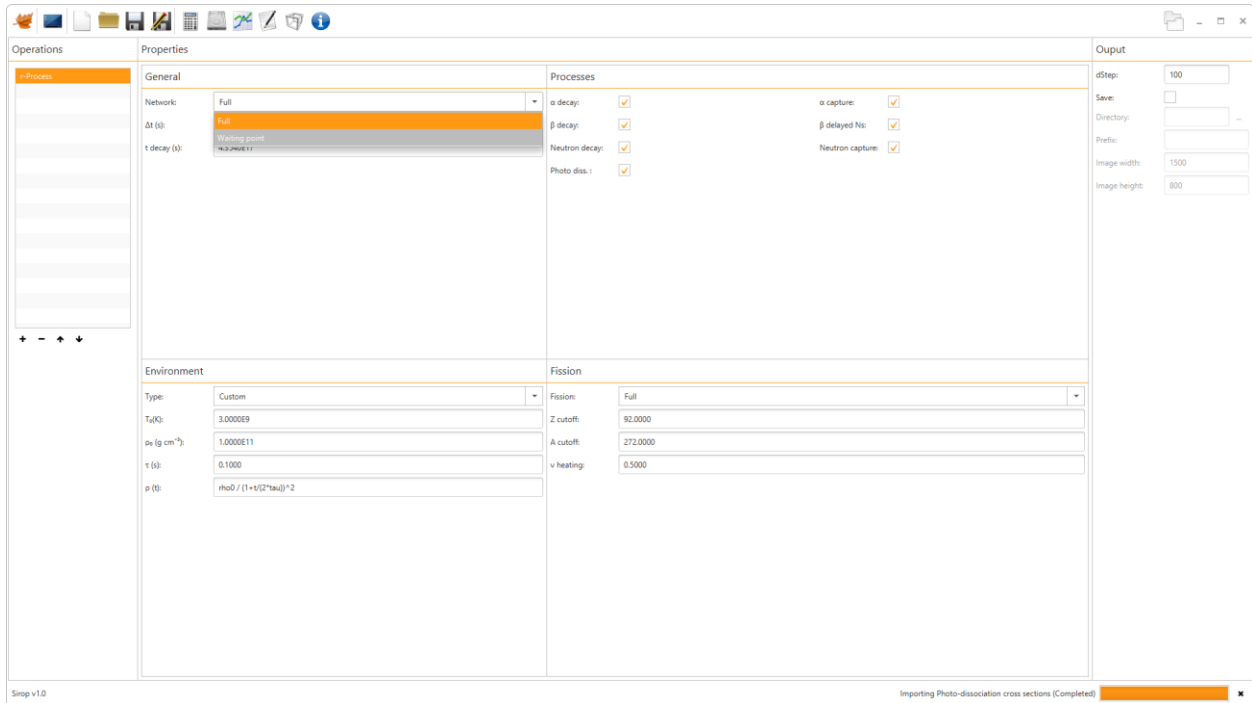 Operations
r-Process
Properties
General
Network: Full
Full
Waiting point
Δt (s):
t decay (s): 4.3540E17
Processes
α decay:
α capture:
β decay:
β delayed Ns:
Neutron decay:
Neutron capture:
Photo diss. :
Environment
Type: Custom
T₀(K): 3.0000E9
ρ₀ (g cm⁻³): 1.0000E11
τ (s): 0.1000
ρ (t): rho0 / (1+t/(2*tau))^2
Fission
Fission: Full
Z cutoff: 92.0000
A cutoff: 272.0000
ν heating: 0.5000
Ouput
dStep: 100
Save:
Directory: ...
Prefix:
Image width: 1500
Image height: 800
Sirop v1.0
Importing Photo-dissociation cross sections (Completed)